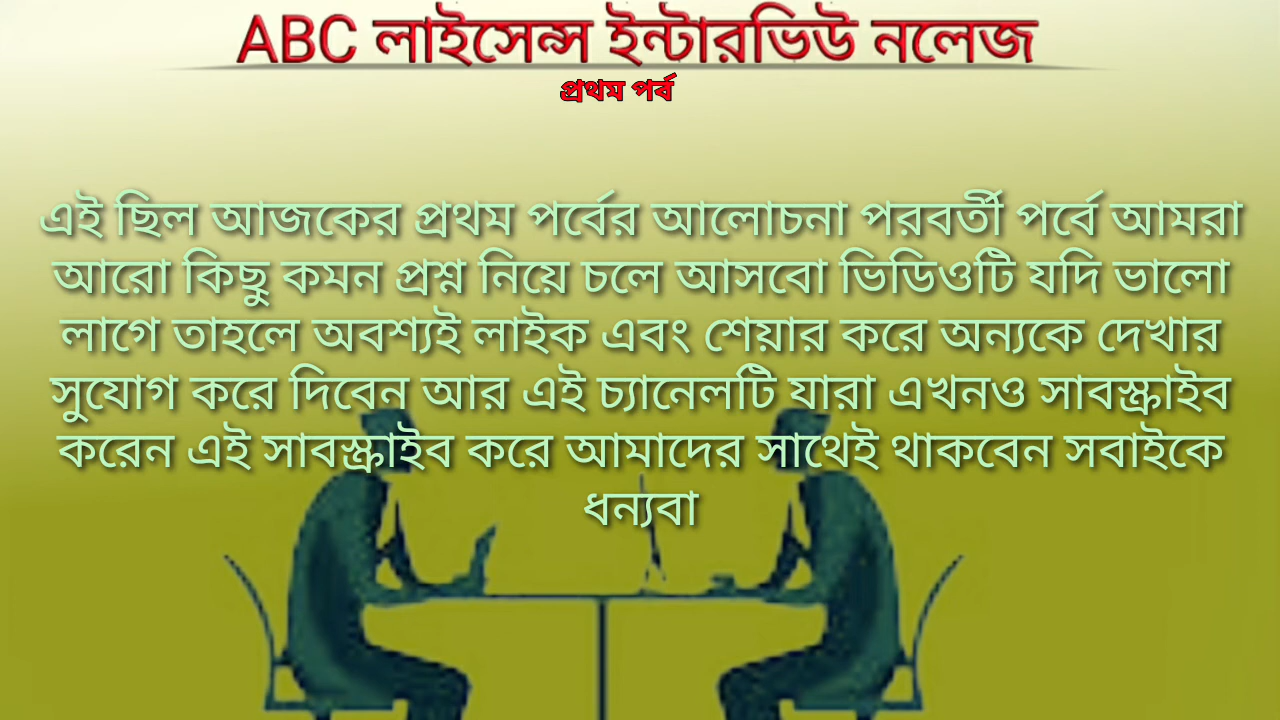 ABC লাইসেন্স ইন্টারভিউ নলেজ
প্রথম পর্ব
এই ছিল আজকের প্রথম পর্বের আলোচনা পরবর্তী পর্বে আমরা
আরো কিছু কমন প্রশ্ন নিয়ে চলে আসবো ভিডিওটি যদি ভালো
লাগে তাহলে অবশ্যই লাইক এবং শেয়ার করে অন্যকে দেখার
সুযোগ করে দিবেন আর এই চ্যানেলটি যারা এখনও সাবস্ক্রাইব
করেন এই সাবস্ক্রাইব করে আমাদের সাথেই থাকবেন সবাইকে
ধন্যবা